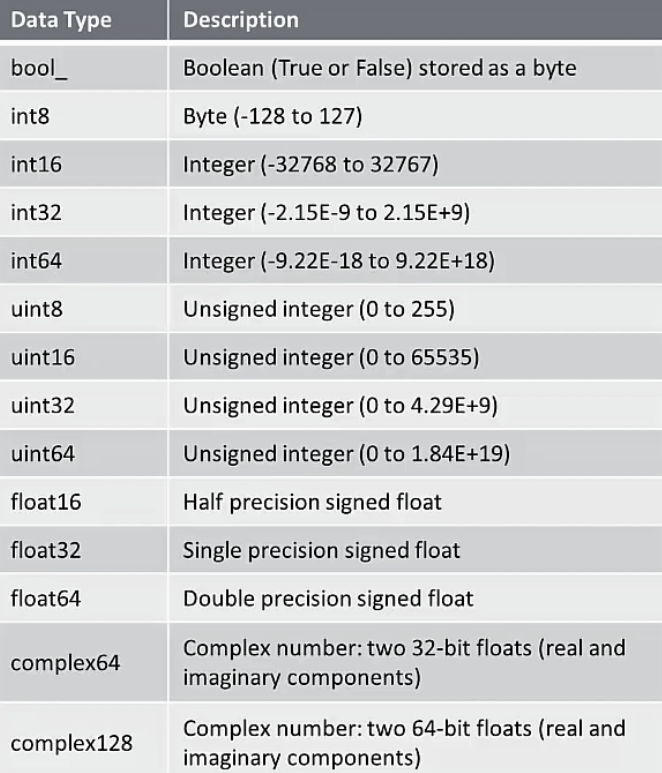 Data Type Description
bool_ Boolean (True or False) stored as a byte
int8 Byte (-128 to 127)
int16 Integer (-32768 to 32767)
int32 Integer (-2.15E-9 to 2.15E+9)
int64 Integer (-9.22E-18 to 9.22E+18)
uint8 Unsigned integer (0 to 255)
uint16 Unsigned integer (0 to 65535)
uint32 Unsigned integer (0 to 4.29E+9)
uint64 Unsigned integer (0 to 1.84E+19)
float16 Half precision signed float
float32 Single precision signed float
float64 Double precision signed float
complex64 Complex number: two 32-bit floats (real and
imaginary components)
complex128 Complex number: two 64-bit floats (real and
imaginary components)